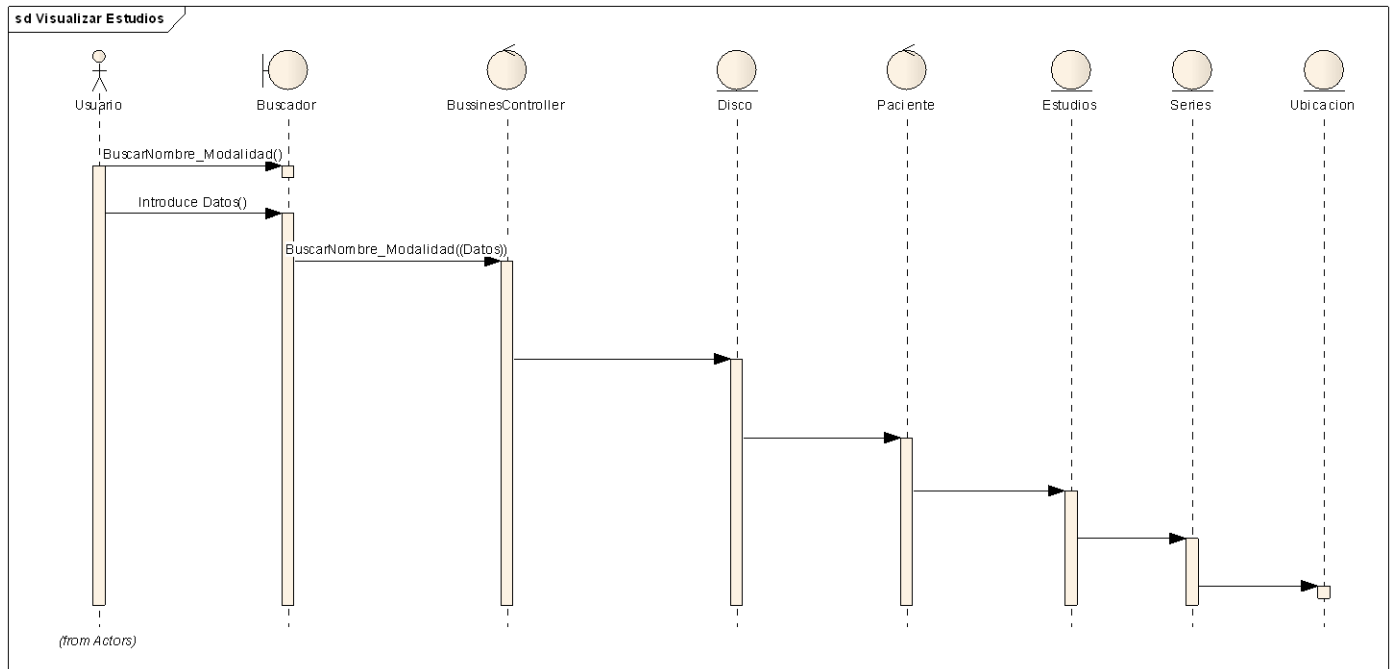 sd Visualizar Estudios
Usuario
Buscador
BussinesController
Disco
Paciente
Estudios
Series
Ubicacion
BuscarNombre_Modalidad()
Introduce Datos()
BuscarNombre_Modalidad((Datos))
(from Actors)